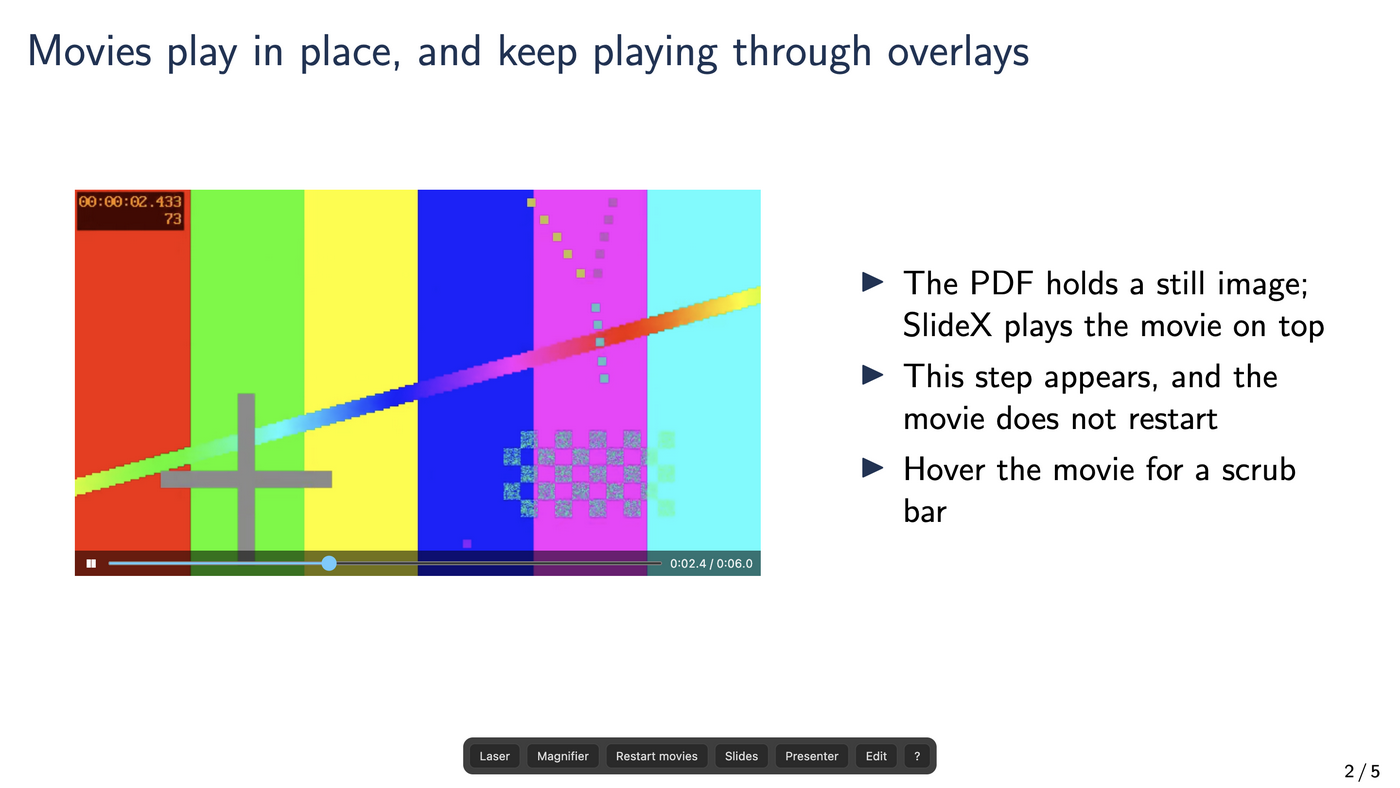 Movies play in place, and keep playing through overlays
00:00:02.433
73
0:02.4 / 0:06.0
The PDF holds a still image;
SlideX plays the movie on top
This step appears, and the
movie does not restart
Hover the movie for a scrub
bar
Laser Magnifier Restart movies Slides Presenter Edit ?
2 / 5